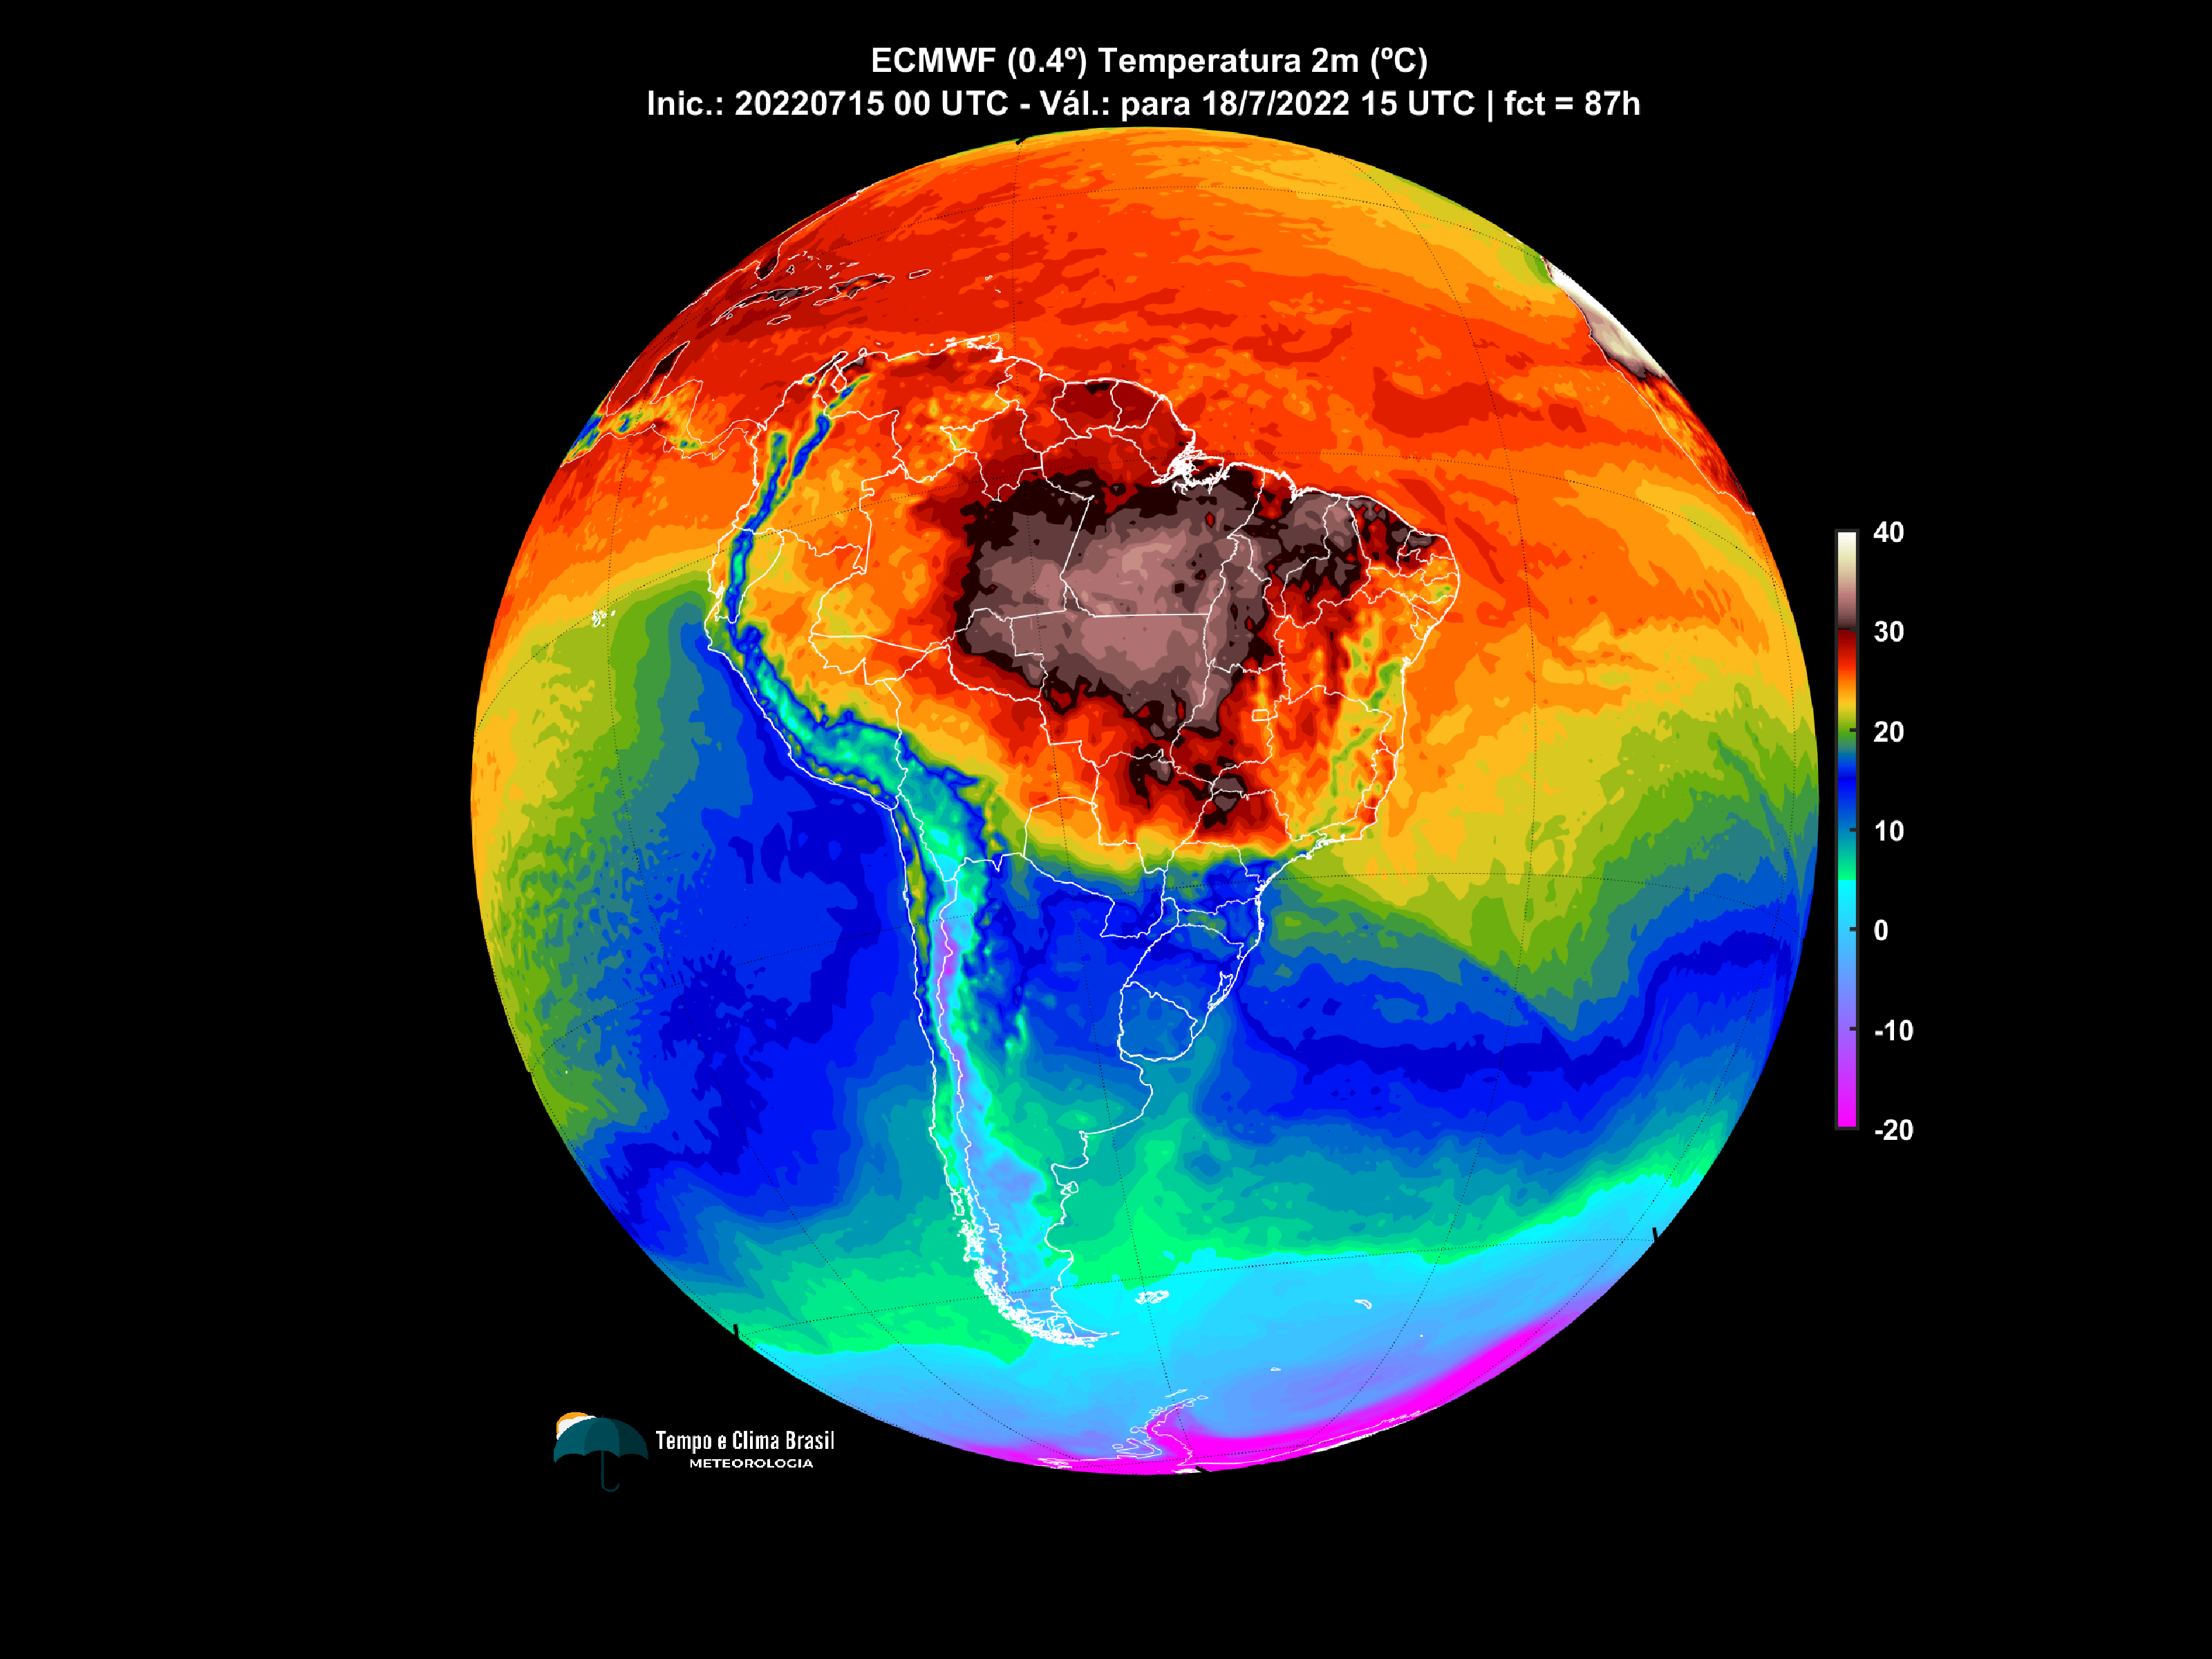 ECMWF (0.4º) Temperatura 2m (ºC)
Inic.: 20220715 00 UTC - Vál.: para 18/7/2022 15 UTC | fct = 87h
40
30
20
10
0
-10
-20
Tempo e Clima Brasil
METEOROLOGIA